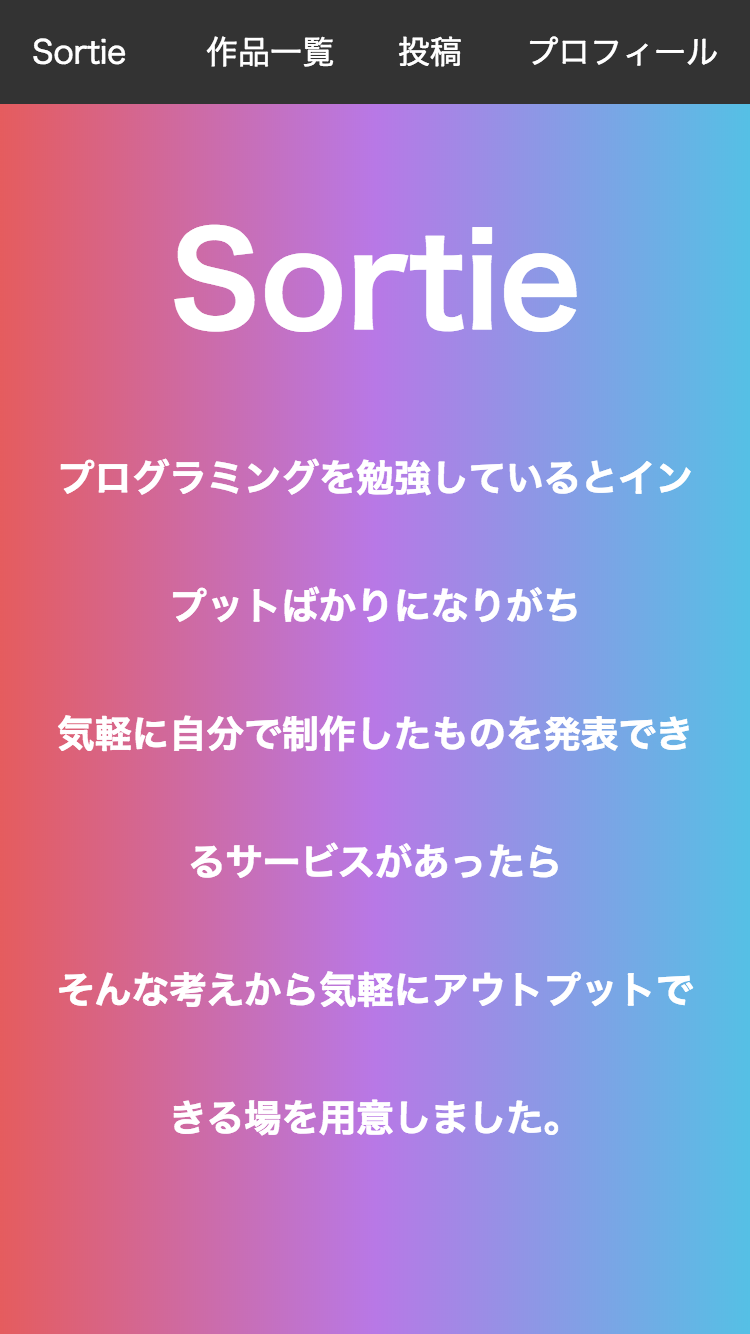 Sortie 作品一覧 投稿 プロフィール
Sortie
プログラミングを勉強しているとイン
プットばかりになりがち
気軽に自分で制作したものを発表でき
るサービスがあったら
そんな考えから気軽にアウトプットで
きる場を用意しました。